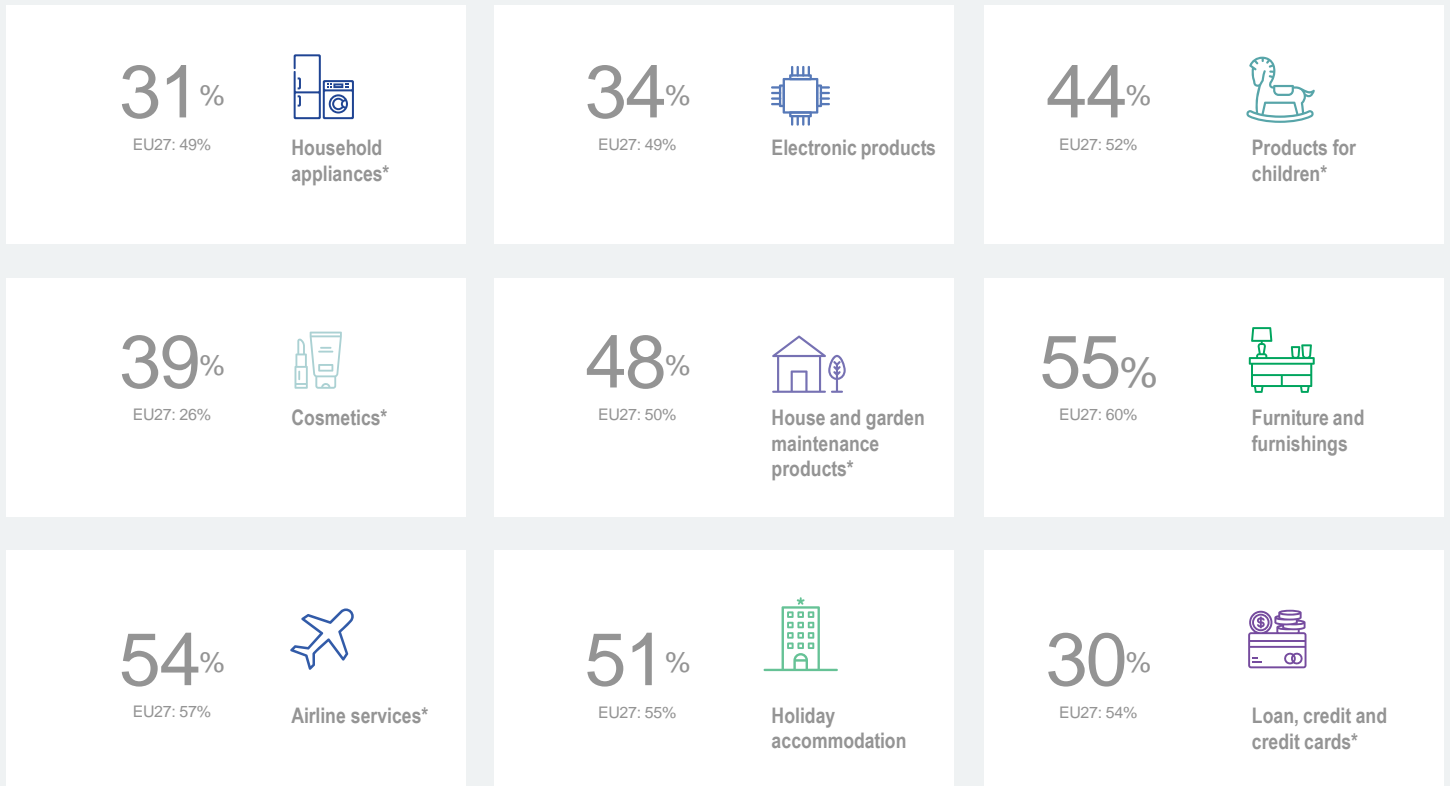 31%
EU27: 49%
Household
appliances*
34%
EU27: 49%
Electronic products
44%
EU27: 52%
Products for
children*
39%
EU27: 26%
Cosmetics*
48%
EU27: 50%
House and garden
maintenance
products*
55%
EU27: 60%
Furniture and
furnishings
54%
EU27: 57%
Airline services*
51%
EU27: 55%
Holiday
accommodation
30%
EU27: 54%
Loan, credit and
credit cards*